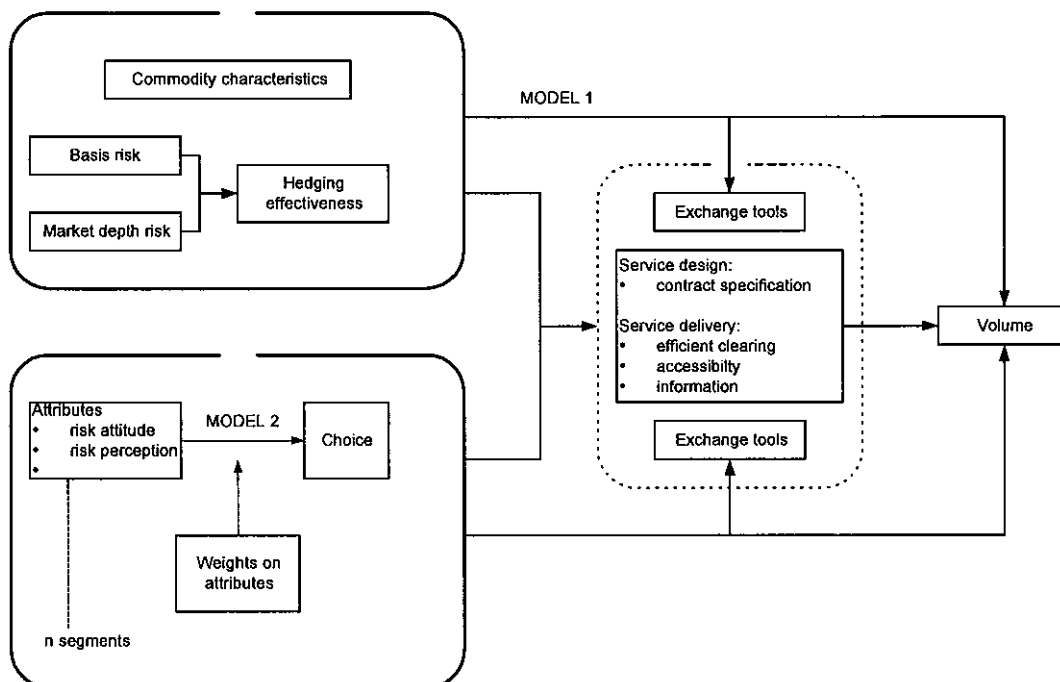 Commodity characteristics
MODEL 1
Basis risk
Hedging
effectiveness
Market depth risk
Exchange tools
Service design:
• contract specification
Service delivery:
• efficient clearing
• accessibilty
• information
Volume
Exchange tools
Attributes
• risk attitude
• risk perception
•
MODEL 2
Choice
Weights on
attributes
n segments